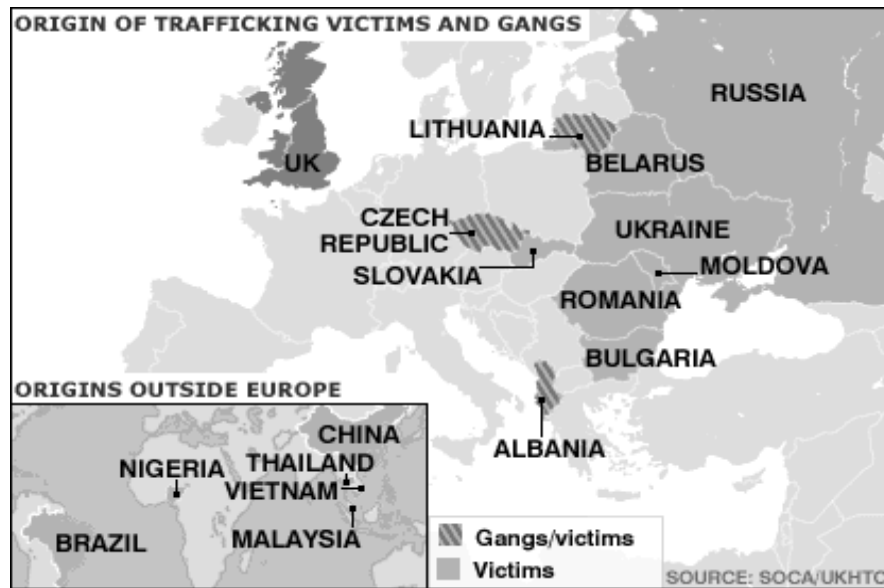 ORIGIN OF TRAFFICKING VICTIMS AND GANGS
RUSSIA
LITHUANIA
BELARUS
UK
CZECH
REPUBLIC
UKRAINE
SLOVAKIA
MOLDOVA
ROMANIA
BULGARIA
ALBANIA
ORIGINS OUTSIDE EUROPE
CHINA
NIGERIA
THAILAND
VIETNAM
BRAZIL
MALAYSIA
Gangs/victims
Victims
SOURCE: SOCA/UKHTC